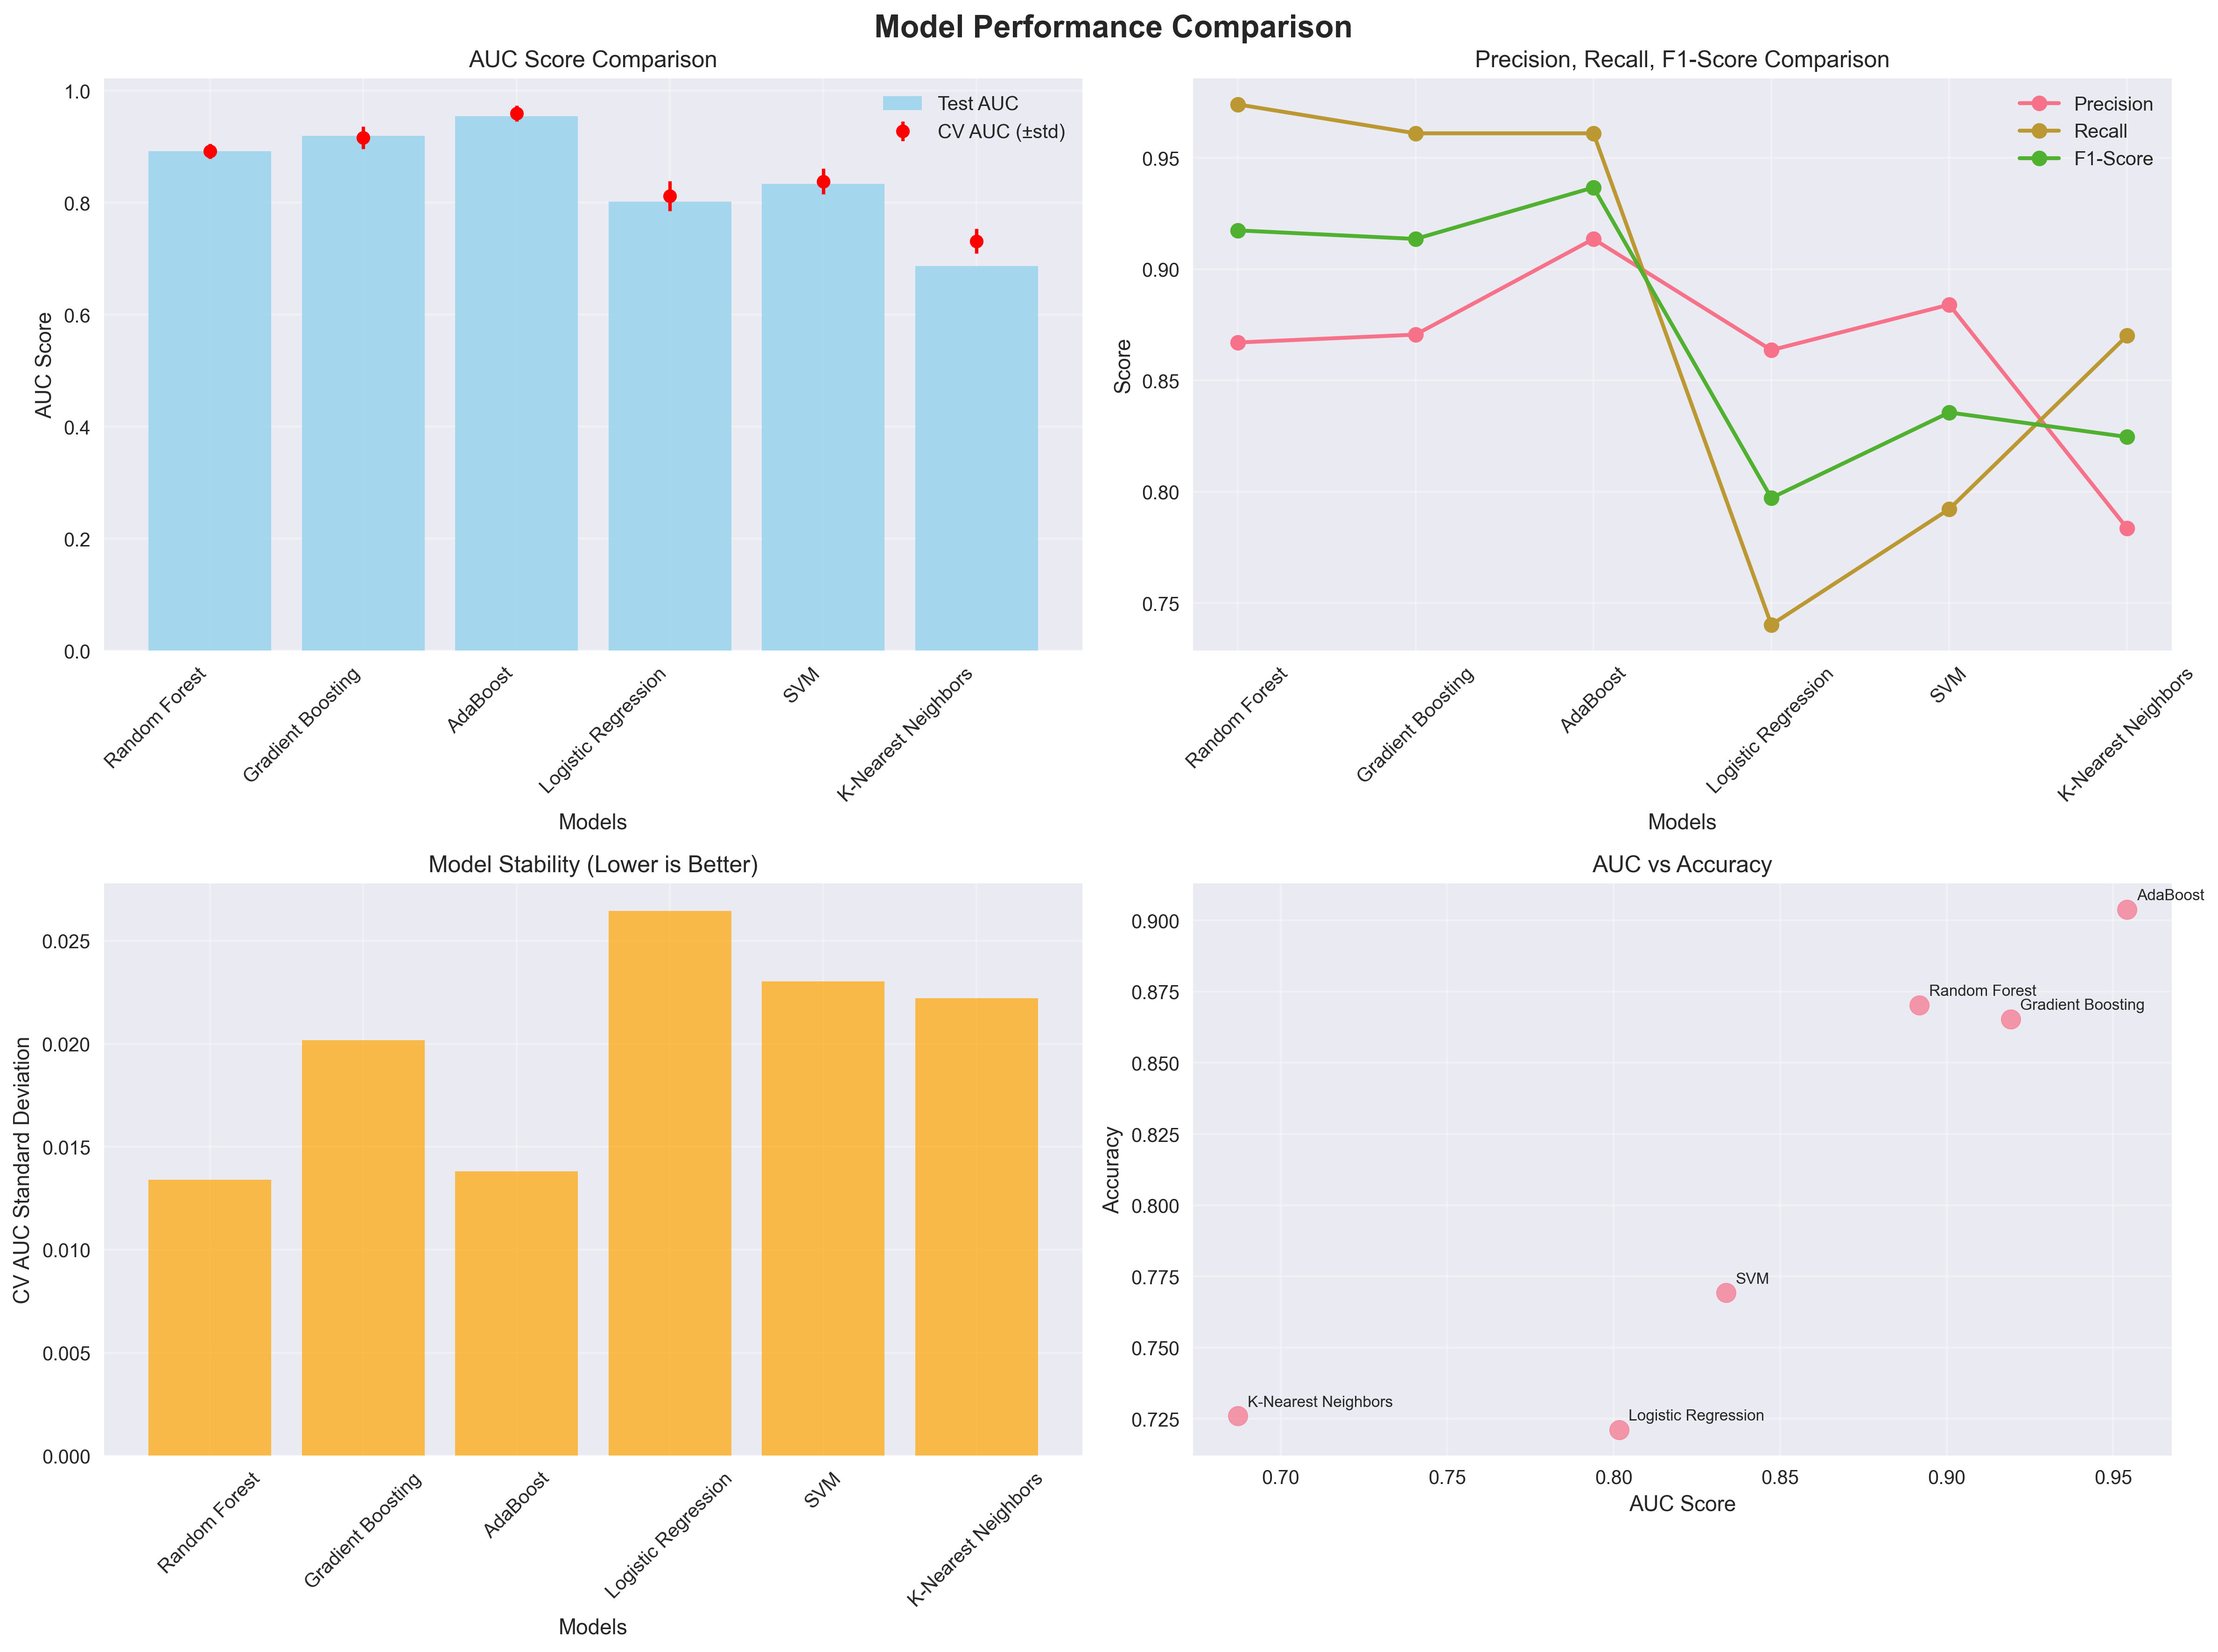 Model Performance Comparison
AUC Score Comparison
Test AUC
CV AUC (±std)
AUC Score
1.0
0.8
0.6
0.4
0.2
0.0
Random Forest
Gradient Boosting
AdaBoost
Logistic Regression
SVM
K-Nearest Neighbors
Models
Precision, Recall, F1-Score Comparison
Precision
Recall
F1-Score
Score
0.95
0.90
0.85
0.80
0.75
Random Forest
Gradient Boosting
AdaBoost
Logistic Regression
SVM
K-Nearest Neighbors
Models
Model Stability (Lower is Better)
CV AUC Standard Deviation
0.025
0.020
0.015
0.010
0.005
0.000
Random Forest
Gradient Boosting
AdaBoost
Logistic Regression
SVM
K-Nearest Neighbors
Models
AUC vs Accuracy
Accuracy
0.900
0.875
0.850
0.825
0.800
0.775
0.750
0.725
AdaBoost
Random Forest
Gradient Boosting
SVM
K-Nearest Neighbors
Logistic Regression
0.70
0.75
0.80
0.85
0.90
0.95
AUC Score